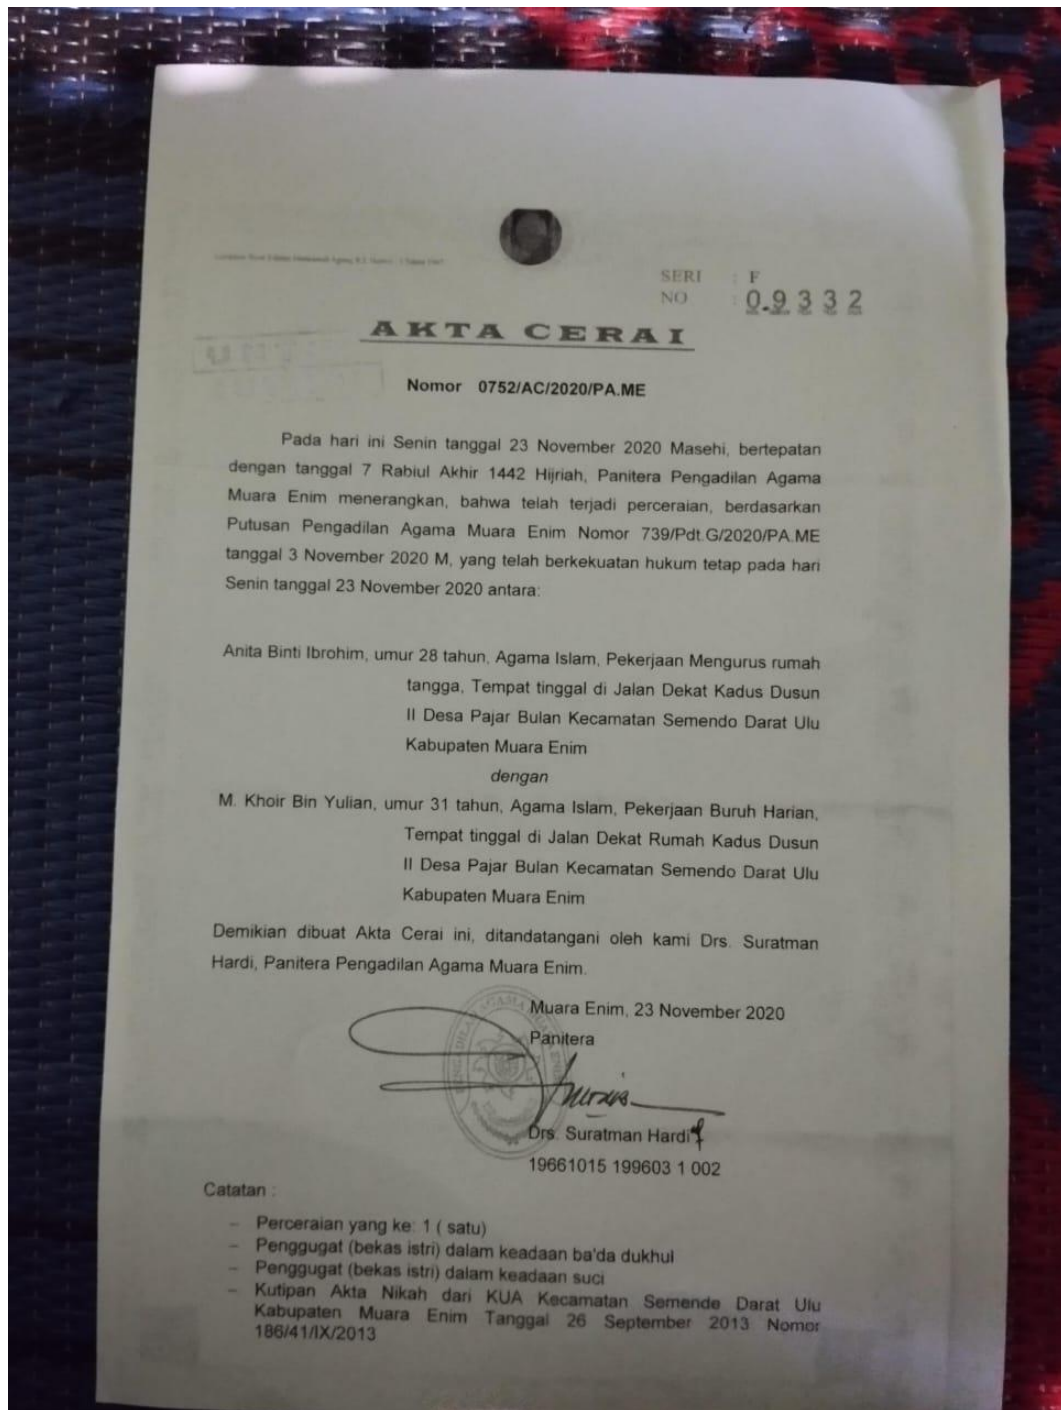 SERI : F
NO : 0.9 3 3 2
AKTA CERAI
Nomor 0752/AC/2020/PA.ME
Pada hari ini Senin tanggal 23 November 2020 Masehi, bertepatan
dengan tanggal 7 Rabiul Akhir 1442 Hijriah, Panitera Pengadilan Agama
Muara Enim menerangkan, bahwa telah terjadi perceraian, berdasarkan
Putusan Pengadilan Agama Muara Enim Nomor 739/Pdt.G/2020/PA.ME
tanggal 3 November 2020 M, yang telah berkekuatan hukum tetap pada hari
Senin tanggal 23 November 2020 antara:
Anita Binti Ibrohim, umur 28 tahun, Agama Islam, Pekerjaan Mengurus rumah
tangga, Tempat tinggal di Jalan Dekat Kadus Dusun
II Desa Pajar Bulan Kecamatan Semendo Darat Ulu
Kabupaten Muara Enim
dengan
M. Khoir Bin Yulian, umur 31 tahun, Agama Islam, Pekerjaan Buruh Harian,
Tempat tinggal di Jalan Dekat Rumah Kadus Dusun
II Desa Pajar Bulan Kecamatan Semendo Darat Ulu
Kabupaten Muara Enim
Demikian dibuat Akta Cerai ini, ditandatangani oleh kami Drs. Suratman
Hardi, Panitera Pengadilan Agama Muara Enim.
Muara Enim, 23 November 2020
Panitera
PENGADILAN AGAMA MUARA ENIM
Drs. Suratman Hardi
19661015 199603 1 002
Catatan :
– Perceraian yang ke: 1 ( satu)
– Penggugat (bekas istri) dalam keadaan ba'da dukhul
– Penggugat (bekas istri) dalam keadaan suci
– Kutipan Akta Nikah dari KUA Kecamatan Semende Darat Ulu
Kabupaten Muara Enim Tanggal 26 September 2013 Nomor
186/41/IX/2013